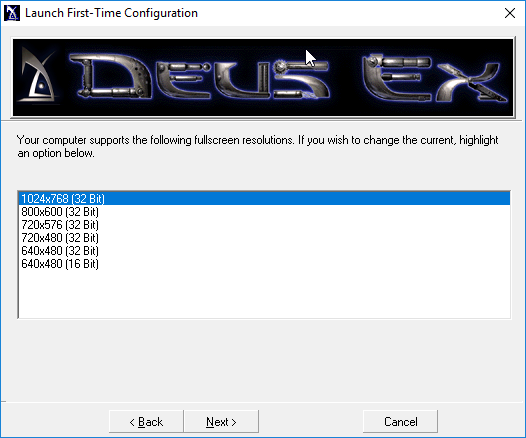 Launch First-Time Configuration
DEUS EX
Your computer supports the following fullscreen resolutions. If you wish to change the current, highlight
an option below.
1024x768 (32 Bit)
800x600 (32 Bit)
720x576 (32 Bit)
720x480 (32 Bit)
640x480 (32 Bit)
640x480 (16 Bit)
< Back
Next >
Cancel